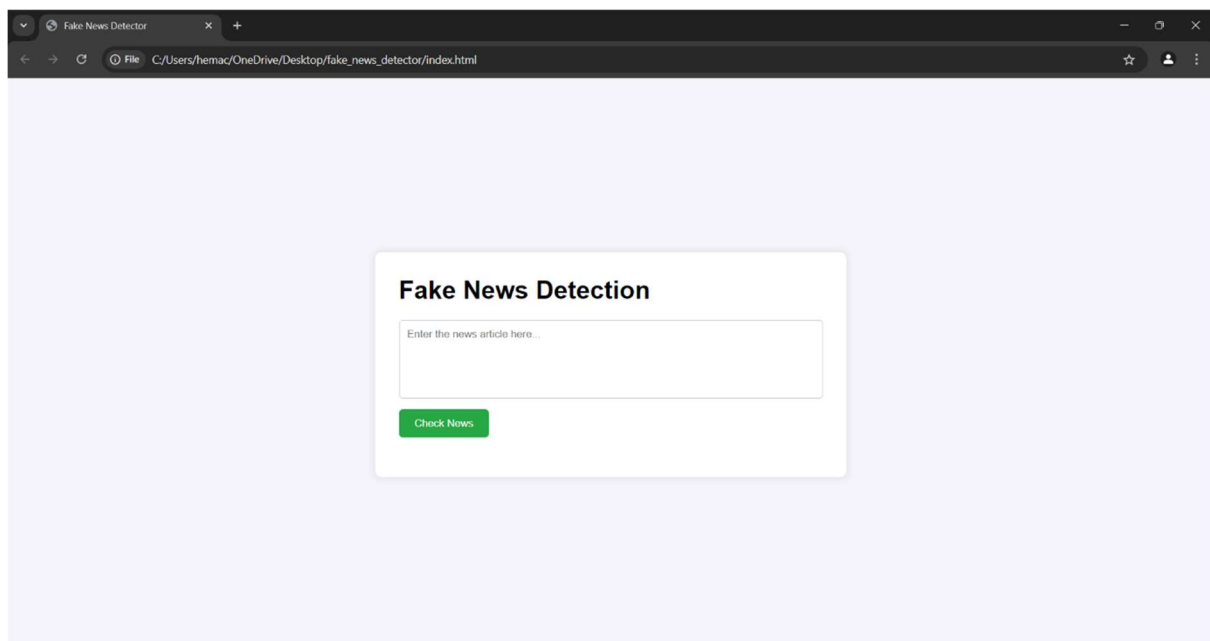 Fake News Detector
File C:/Users/hemac/OneDrive/Desktop/fake_news_detector/index.html
Fake News Detection
Enter the news article here...
Check News